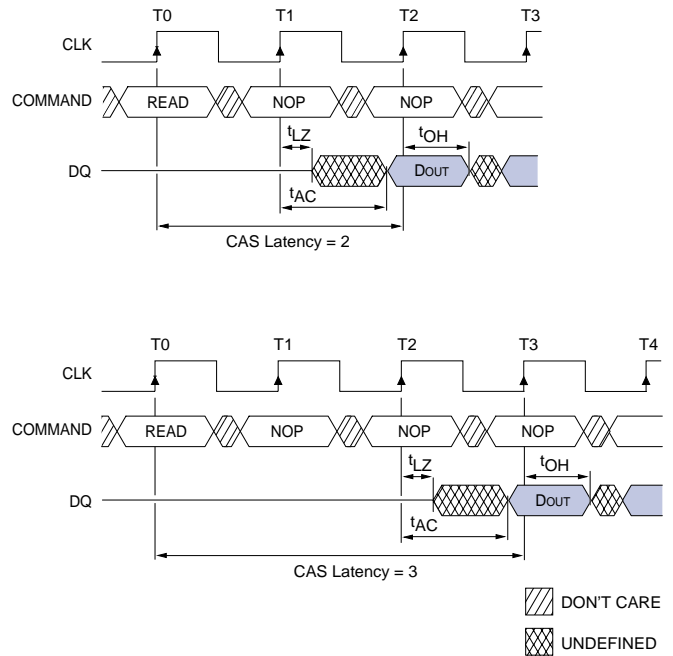 T0 T1 T2 T3
CLK
COMMAND READ NOP NOP
tLZ tOH
DQ DOUT
tAC
CAS Latency = 2
T0 T1 T2 T3 T4
CLK
COMMAND READ NOP NOP NOP
tLZ tOH
DQ DOUT
tAC
CAS Latency = 3
DON'T CARE
UNDEFINED